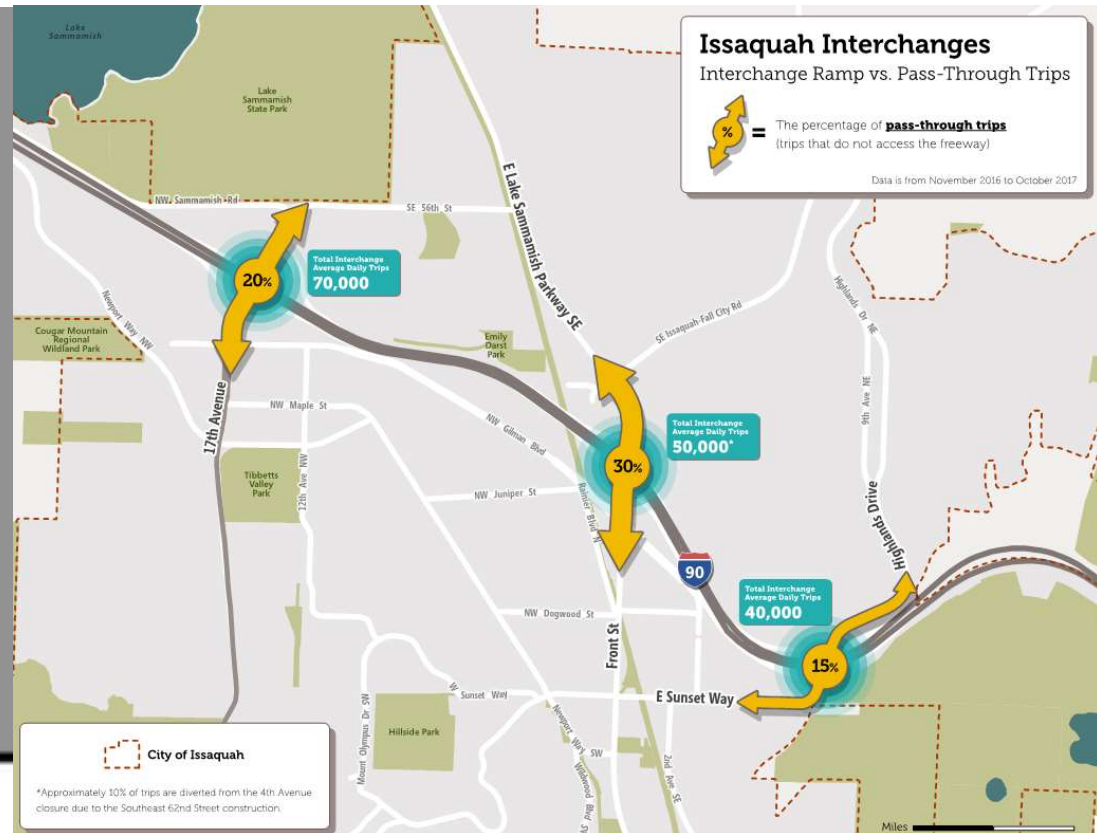 Issaquah Interchanges
Interchange Ramp vs. Pass-Through Trips
%
=
The percentage of pass-through trips
(trips that do not access the freeway)
Data is from November 2016 to October 2017
Lake
Sammamish
Lake
Sammamish
State Park
NW Sammamish Rd
SE 56th St
E Lake Sammamish Parkway SE
20%
Total Interchange
Average Daily Trips
70,000
Newport Way NW
Cougar Mountain
Regional
Wildland Park
Emily
Darst
Park
SE Issaquah-Fall City Rd
Highlands Dr NE
9th Ave NE
17th Avenue
NW Maple St
NW Gilman Blvd
Total Interchange
Average Daily Trips
50,000*
30%
Tibbetts
Valley
Park
12th Ave NW
NW Juniper St
Rainier Blvd N
Highlands Drive
90
Total Interchange
Average Daily Trips
40,000
15%
NW Dogwood St
Front St
E Sunset Way
W Sunset Way
Mount Olympus Dr SW
Hillside Park
Newport Way
SW
Wildwood Blvd SW
2nd Ave SE
City of Issaquah
*Approximately 10% of trips are diverted from the 4th Avenue
closure due to the Southeast 62nd Street construction.
Miles